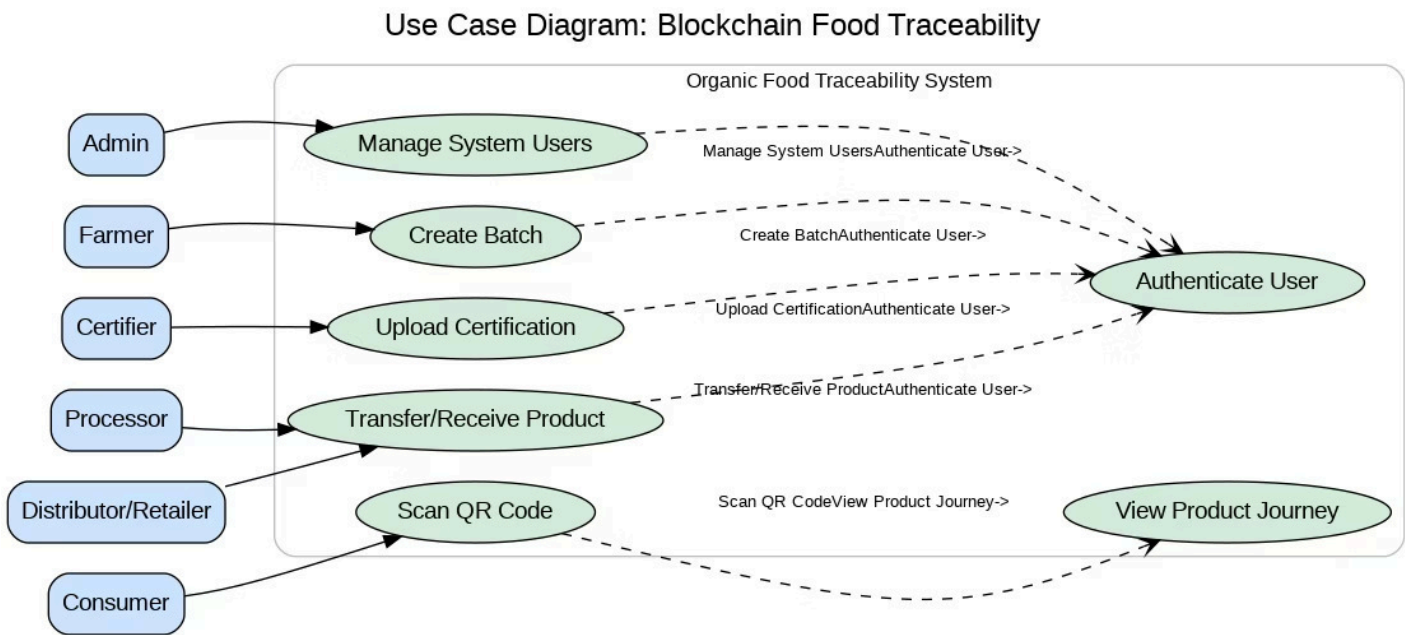 Use Case Diagram: Blockchain Food Traceability
Organic Food Traceability System
Admin
Manage System Users
Manage System UsersAuthenticate User->
Farmer
Create Batch
Create BatchAuthenticate User->
Authenticate User
Certifier
Upload Certification
Upload CertificationAuthenticate User->
Processor
Transfer/Receive Product
Transfer/Receive ProductAuthenticate User->
Distributor/Retailer
Scan QR Code
Scan QR CodeView Product Journey->
View Product Journey
Consumer